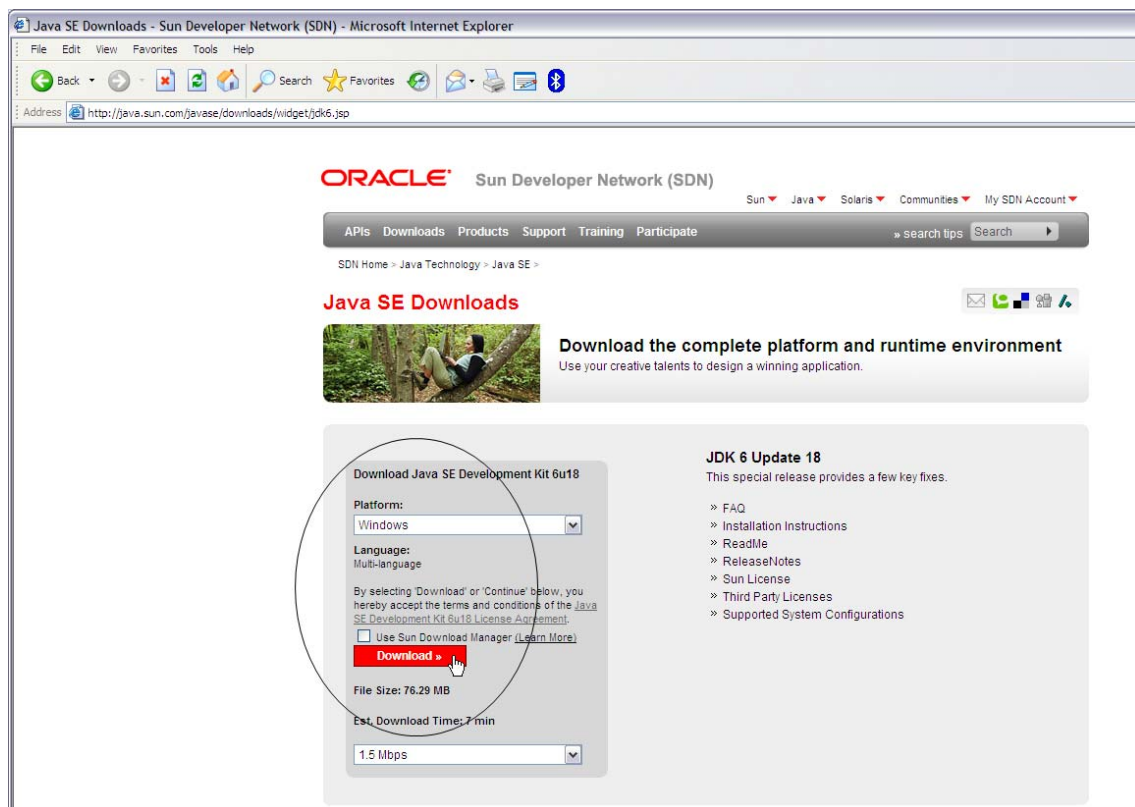 Java SE Downloads - Sun Developer Network (SDN) - Microsoft Internet Explorer
File Edit View Favorites Tools Help
Back Search Favorites
Address http://java.sun.com/javase/downloads/widget/jdk6.jsp
ORACLE Sun Developer Network (SDN)
Sun Java Solaris Communities My SDN Account
APIs Downloads Products Support Training Participate » search tips Search
SDN Home > Java Technology > Java SE >
Java SE Downloads
Download the complete platform and runtime environment
Use your creative talents to design a winning application.
Download Java SE Development Kit 6u18
Platform:
Windows
Language:
Multi-language
By selecting 'Download' or 'Continue' below, you
hereby accept the terms and conditions of the Java
SE Development Kit 6u18 License Agreement.
Use Sun Download Manager (Learn More)
Download »
File Size: 76.29 MB
Est. Download Time: 7 min
1.5 Mbps
JDK 6 Update 18
This special release provides a few key fixes.
» FAQ
» Installation Instructions
» ReadMe
» ReleaseNotes
» Sun License
» Third Party Licenses
» Supported System Configurations